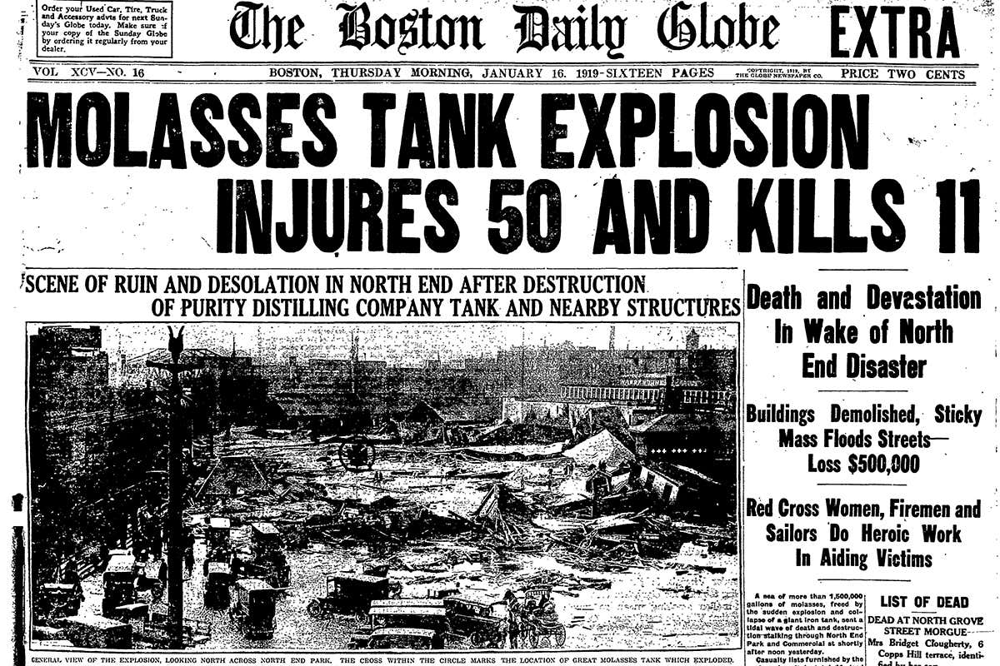 Order your Used Car, Tire, Truck
and Accessory advts for next Sun-
day's Globe today. Make sure of
your copy of the Sunday Globe
by ordering it regularly from your
dealer.
The Boston Daily Globe
EXTRA
VOL XCV—NO. 16
BOSTON, THURSDAY MORNING, JANUARY 16. 1919-SIXTEEN PAGES
COPYRIGHT, 1919, BY
THE GLOBE NEWSPAPER CO.
PRICE TWO CENTS
MOLASSES TANK EXPLOSION
INJURES 50 AND KILLS 11
SCENE OF RUIN AND DESOLATION IN NORTH END AFTER DESTRUCTION
OF PURITY DISTILLING COMPANY TANK AND NEARBY STRUCTURES
GENERAL VIEW OF THE EXPLOSION, LOOKING NORTH ACROSS NORTH END PARK. THE CROSS WITHIN THE CIRCLE MARKS THE LOCATION OF GREAT MOLASSES TANK WHICH EXPLODED.
Death and Devastation
In Wake of North
End Disaster
Buildings Demolished, Sticky
Mass Floods Streets—
Loss $500,000
Red Cross Women, Firemen and
Sailors Do Heroic Work
In Aiding Victims
A sea of more than 1,500,000
gallons of molasses, freed by
the sudden explosion and col-
lapse of a giant iron tank, sent a
tidal wave of death and destruc-
tion stalking through North End
Park and Commercial st shortly
after noon yesterday.
Casualty lists furnished by the
LIST OF DEAD
DEAD AT NORTH GROVE
STREET MORGUE
Mrs Bridget Clougherty, 6
Copps Hill terrace, identi-
fied by her son